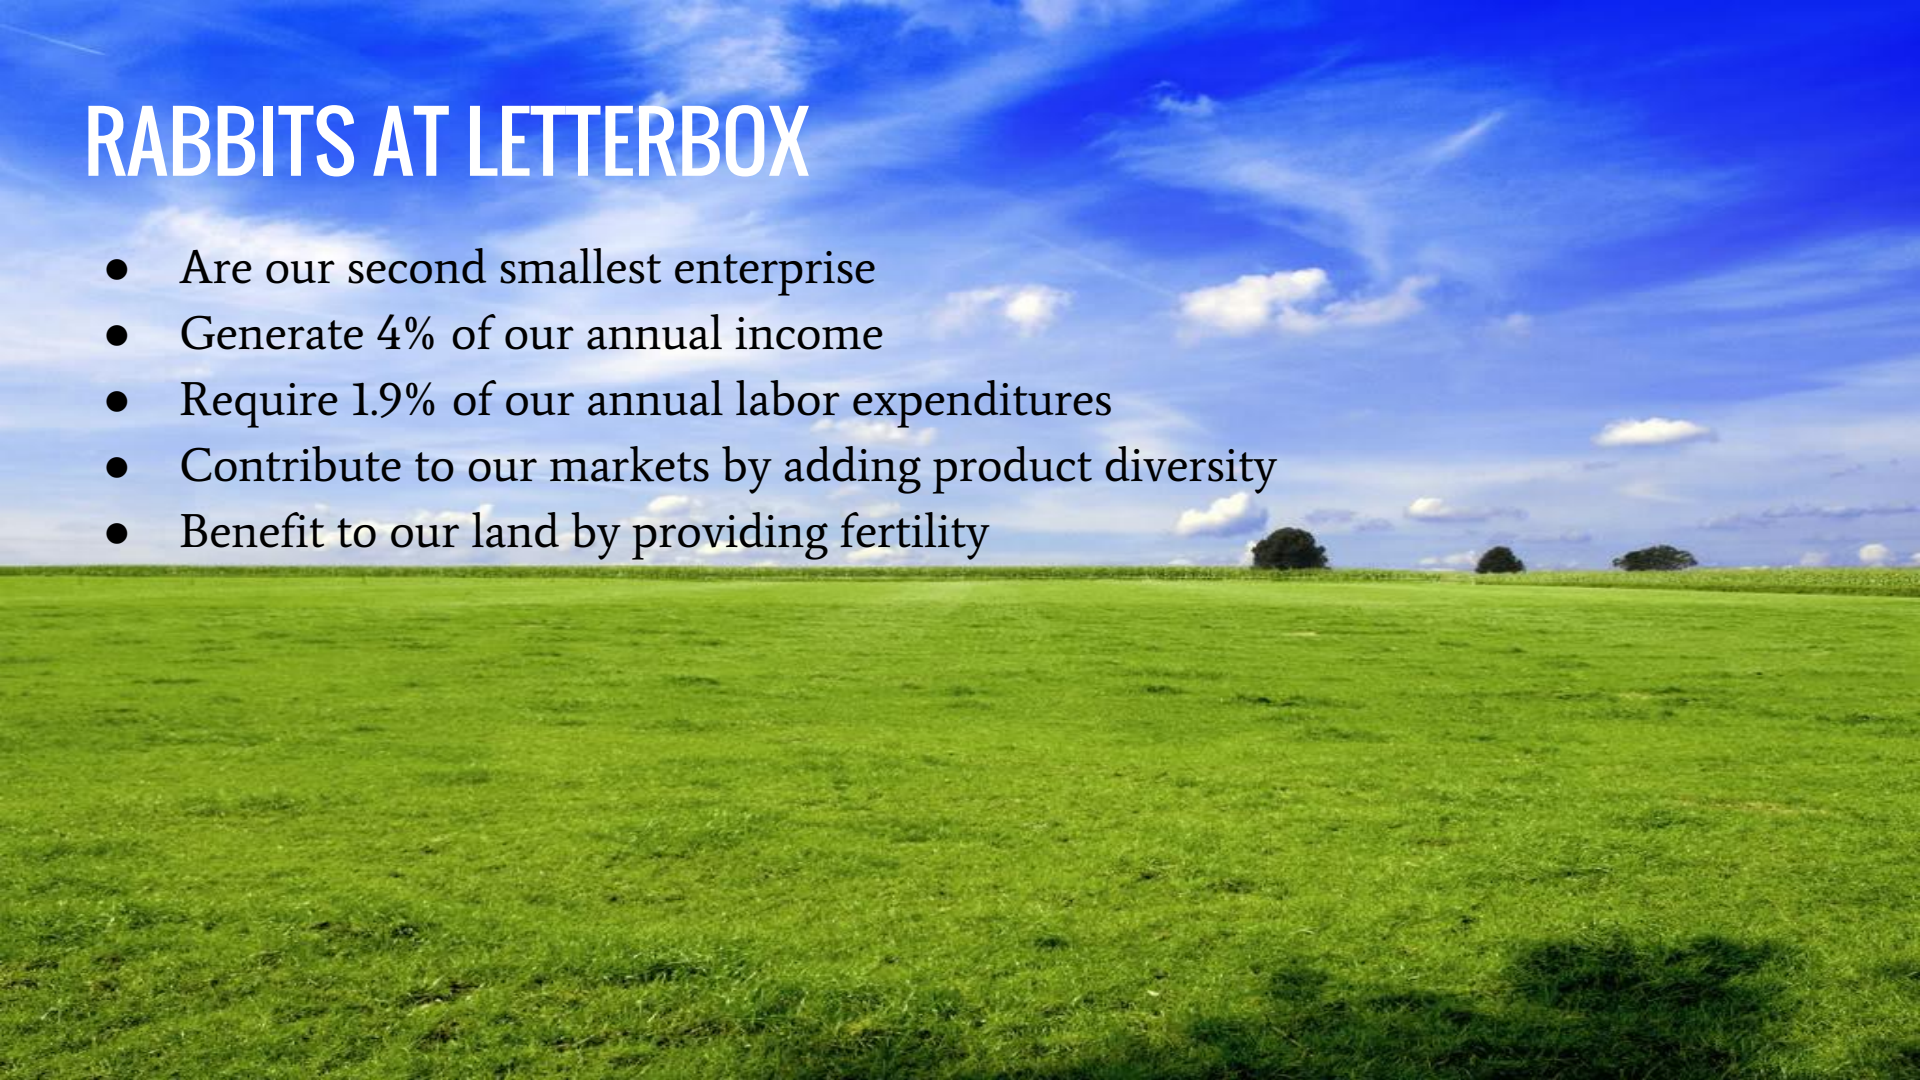 RABBITS AT LETTERBOX
● Are our second smallest enterprise
● Generate 4% of our annual income
● Require 1.9% of our annual labor expenditures
● Contribute to our markets by adding product diversity
● Benefit to our land by providing fertility